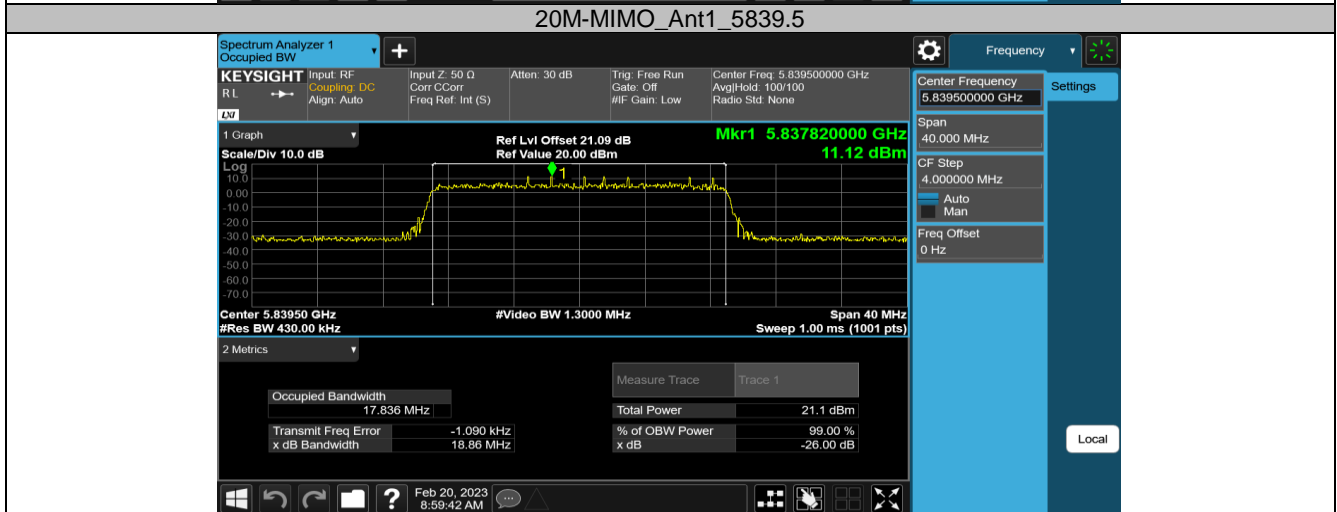 20M-MIMO_Ant1_5839.5
Spectrum Analyzer 1
Occupied BW
Frequency
KEYSIGHT
R L
LXI
Input: RF
Coupling: DC
Align: Auto
Input Z: 50 Ω
Corr CCorr
Freq Ref: Int (S)
Atten: 30 dB
Trig: Free Run
Gate: Off
#IF Gain: Low
Center Freq: 5.839500000 GHz
Avg|Hold: 100/100
Radio Std: None
Center Frequency
5.839500000 GHz
Settings
Span
40.000 MHz
CF Step
4.000000 MHz
Auto
Man
Freq Offset
0 Hz
Local
1 Graph
Scale/Div 10.0 dB
Ref Lvl Offset 21.09 dB
Ref Value 20.00 dBm
Mkr1 5.837820000 GHz
11.12 dBm
Log
10.0
0.00
-10.0
-20.0
-30.0
-40.0
-50.0
-60.0
-70.0
1
Center 5.83950 GHz
#Video BW 1.3000 MHz
Span 40 MHz
#Res BW 430.00 kHz
Sweep 1.00 ms (1001 pts)
2 Metrics
Measure Trace Trace 1
Occupied Bandwidth
17.836 MHz
Total Power 21.1 dBm
Transmit Freq Error -1.090 kHz
% of OBW Power 99.00 %
x dB Bandwidth 18.86 MHz
x dB -26.00 dB
?
Feb 20, 2023
8:59:42 AM